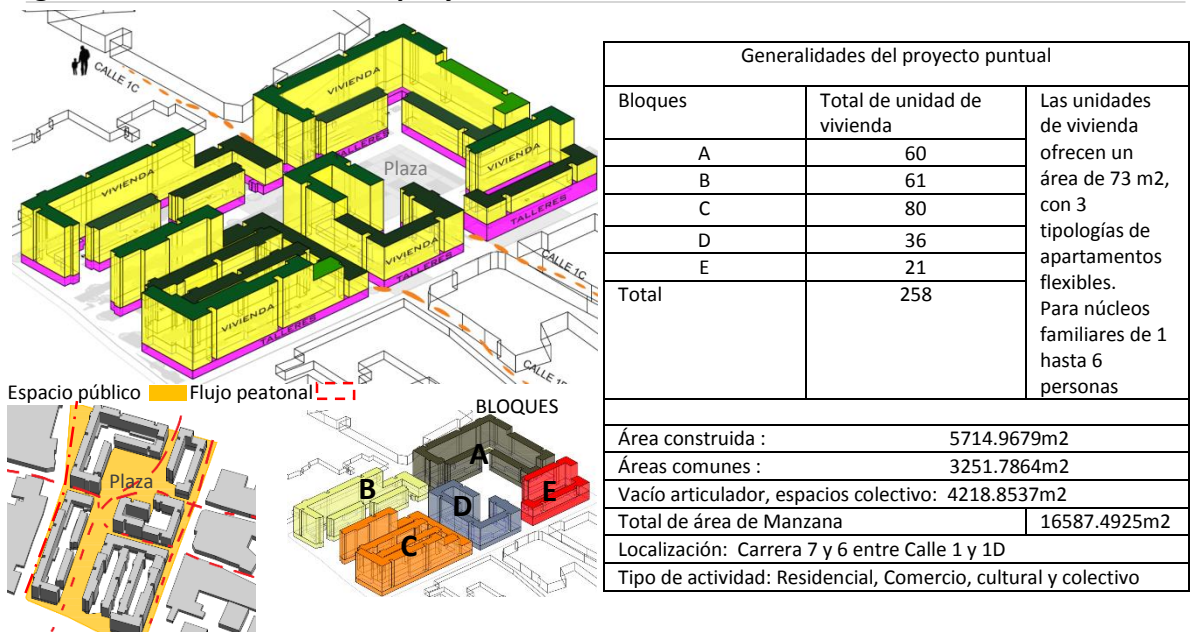 CALLE 1C
VIVIENDA
VIVIENDA
VIVIENDA
TALLERES
Plaza
TALLERES
VIVIENDA
TALLERES
CALLE 1C
VIVIENDA
TALLERES
Espacio público Flujo peatonal
Plaza
BLOQUES
A
B
C
D
E
Generalidades del proyecto puntual
Bloques
Total de unidad de
vivienda
A 60
B 61
C 80
D 36
E 21
Total 258
Las unidades
de vivienda
ofrecen un
área de 73 m2,
con 3
tipologías de
apartamentos
flexibles.
Para núcleos
familiares de 1
hasta 6
personas
Área construida : 5714.9679m2
Áreas comunes : 3251.7864m2
Vacío articulador, espacios colectivo: 4218.8537m2
Total de área de Manzana 16587.4925m2
Localización: Carrera 7 y 6 entre Calle 1 y 1D
Tipo de actividad: Residencial, Comercio, cultural y colectivo